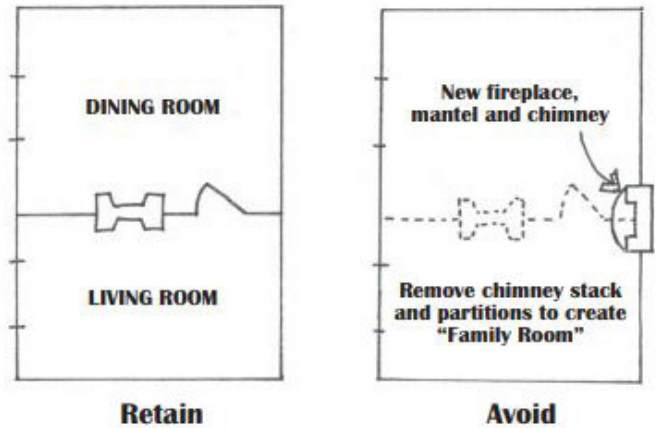 DINING ROOM
LIVING ROOM
Retain
New fireplace,
mantel and chimney
Remove chimney stack
and partitions to create
“Family Room”
Avoid